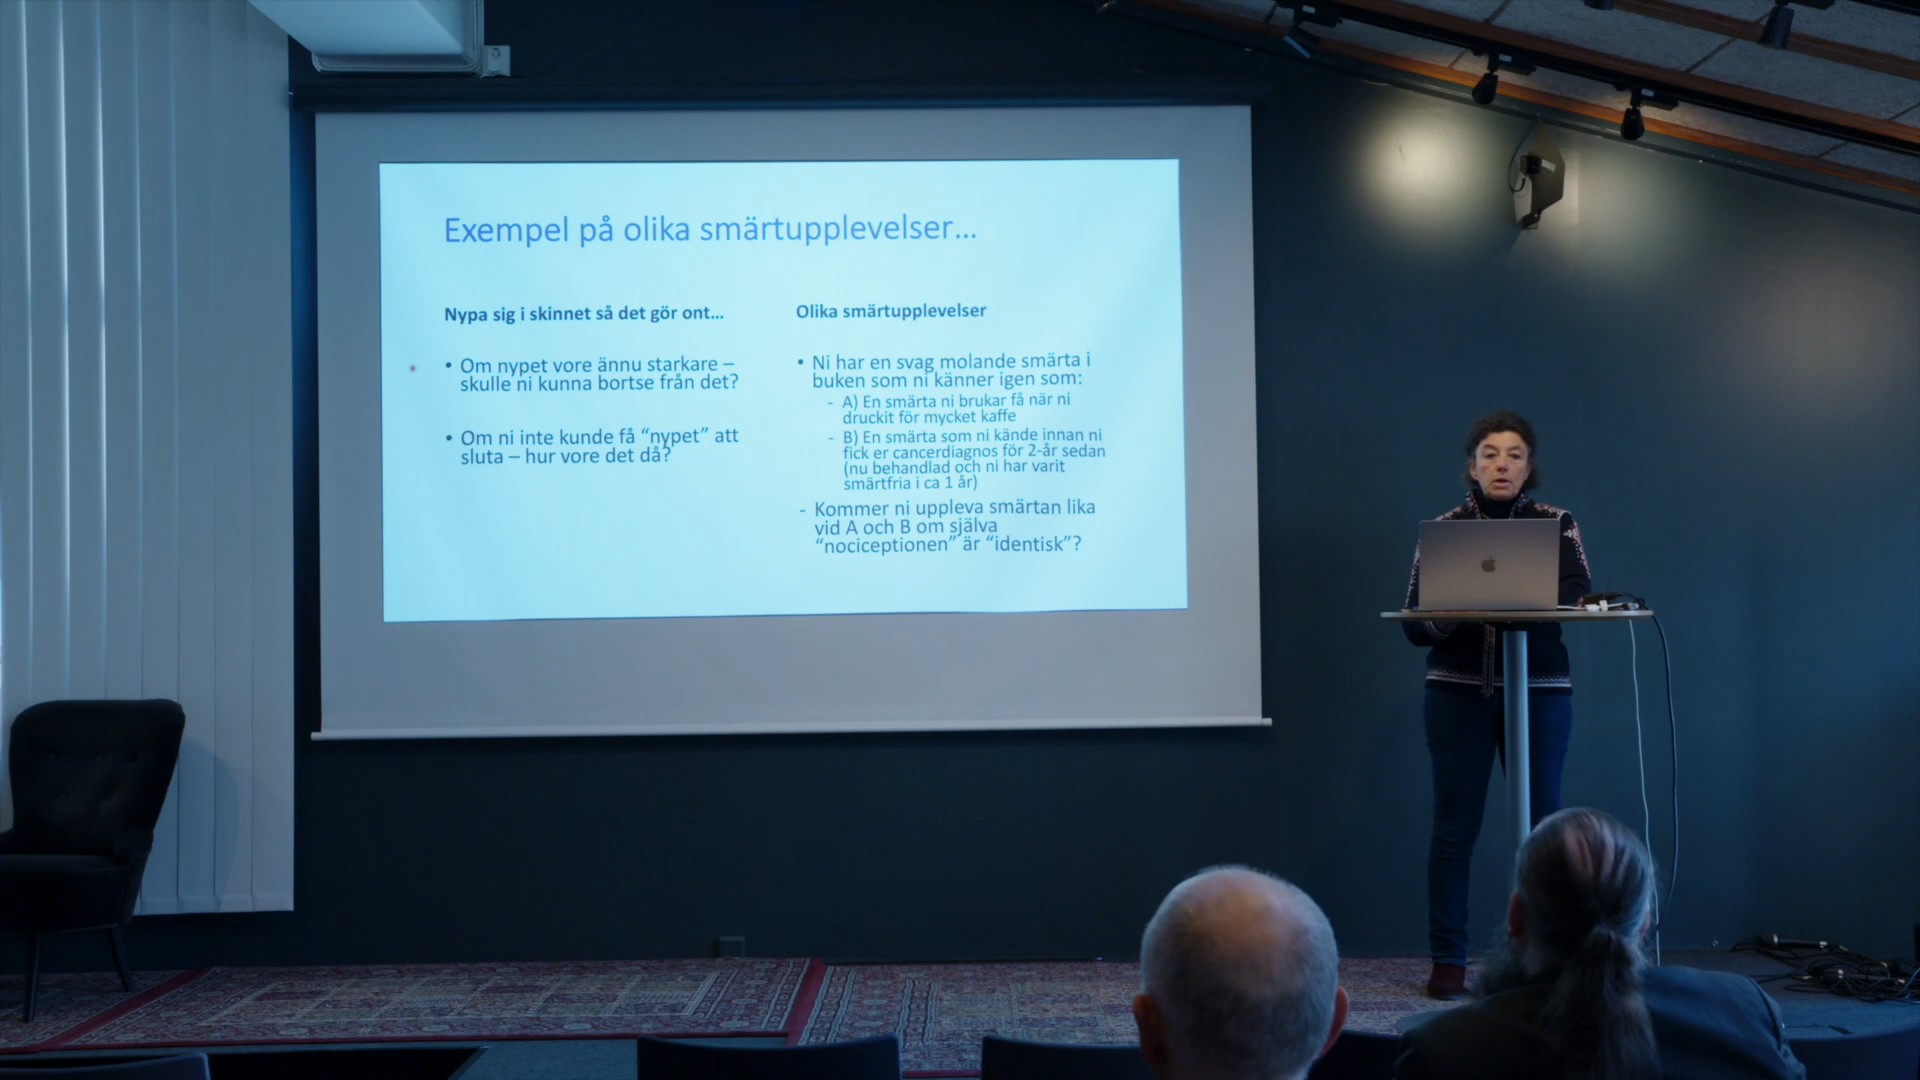 Exempel på olika smärtupplevelser...
Nypa sig i skinnet så det gör ont...
• Om nypet vore ännu starkare –
skulle ni kunna bortse från det?
• Om ni inte kunde få “nypet” att
sluta – hur vore det då?
Olika smärtupplevelser
• Ni har en svag molande smärta i
buken som ni känner igen som:
- A) En smärta ni brukar få när ni
druckit för mycket kaffe
- B) En smärta som ni kände innan ni
fick er cancerdiagnos för 2-år sedan
(nu behandlad och ni har varit
smärtfria i ca 1 år)
- Kommer ni uppleva smärtan lika
vid A och B om själva
“nociceptionen” är “identisk”?